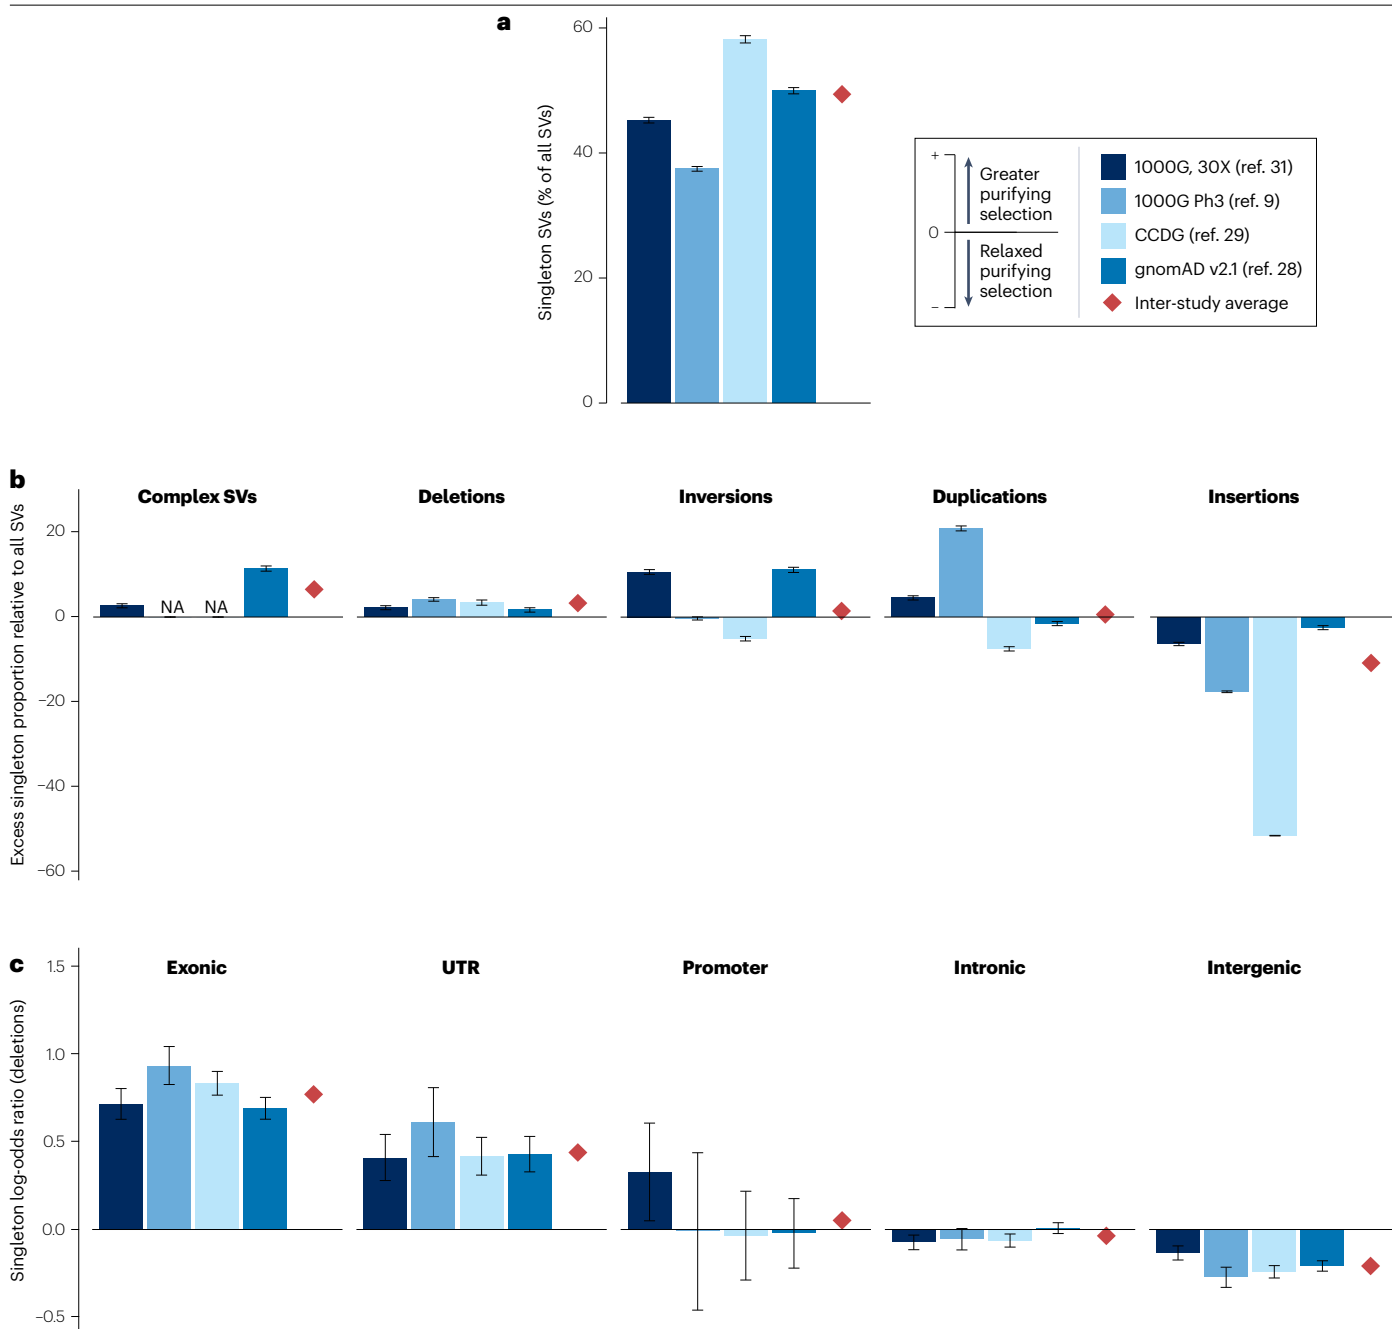 a
Singleton SVs (% of all SVs)
60
40
20
0
+
0
−
Greater
purifying
selection
Relaxed
purifying
selection
1000G, 30X (ref. 31)
1000G Ph3 (ref. 9)
CCDG (ref. 29)
gnomAD v2.1 (ref. 28)
Inter-study average
b
Excess singleton proportion relative to all SVs
20
0
−20
−40
−60
Complex SVs
Deletions
Inversions
Duplications
Insertions
NA
NA
c
Singleton log-odds ratio (deletions)
1.5
1.0
0.5
0.0
−0.5
Exonic
UTR
Promoter
Intronic
Intergenic